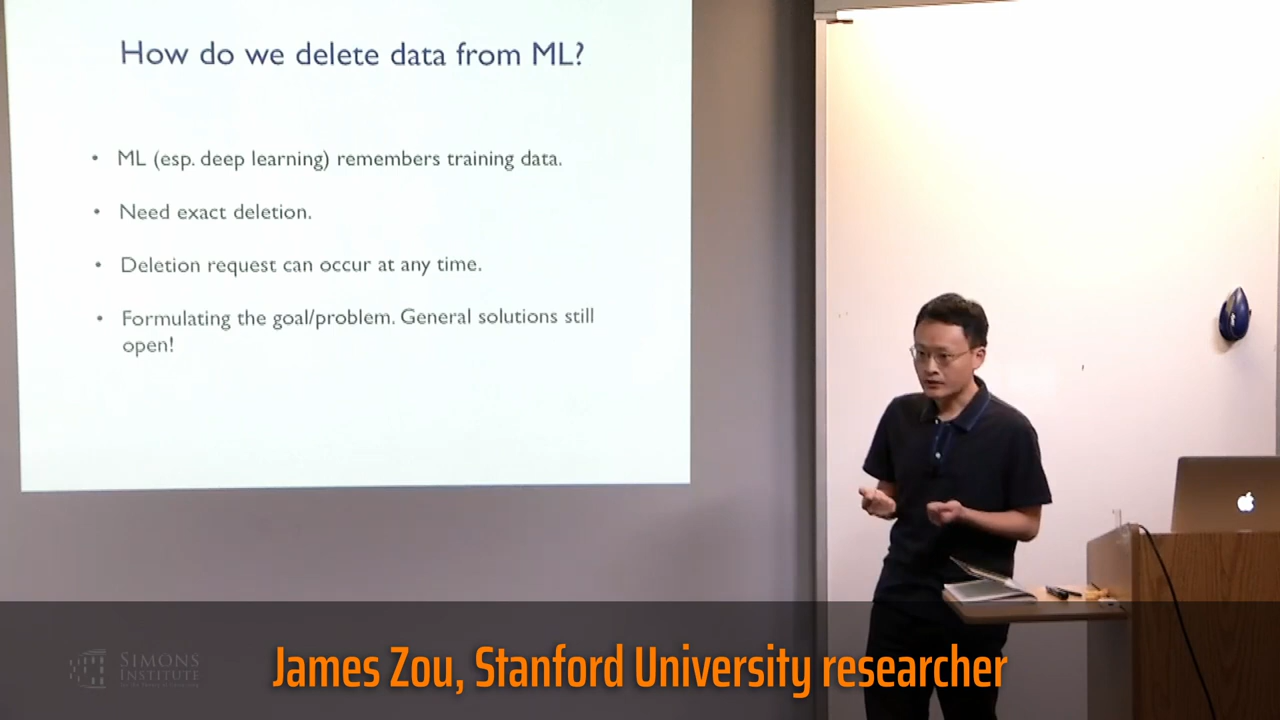 How do we delete data from ML?
• ML (esp. deep learning) remembers training data.
• Need exact deletion.
• Deletion request can occur at any time.
• Formulating the goal/problem. General solutions still
open!
SIMONS
INSTITUTE
James Zou, Stanford University researcher